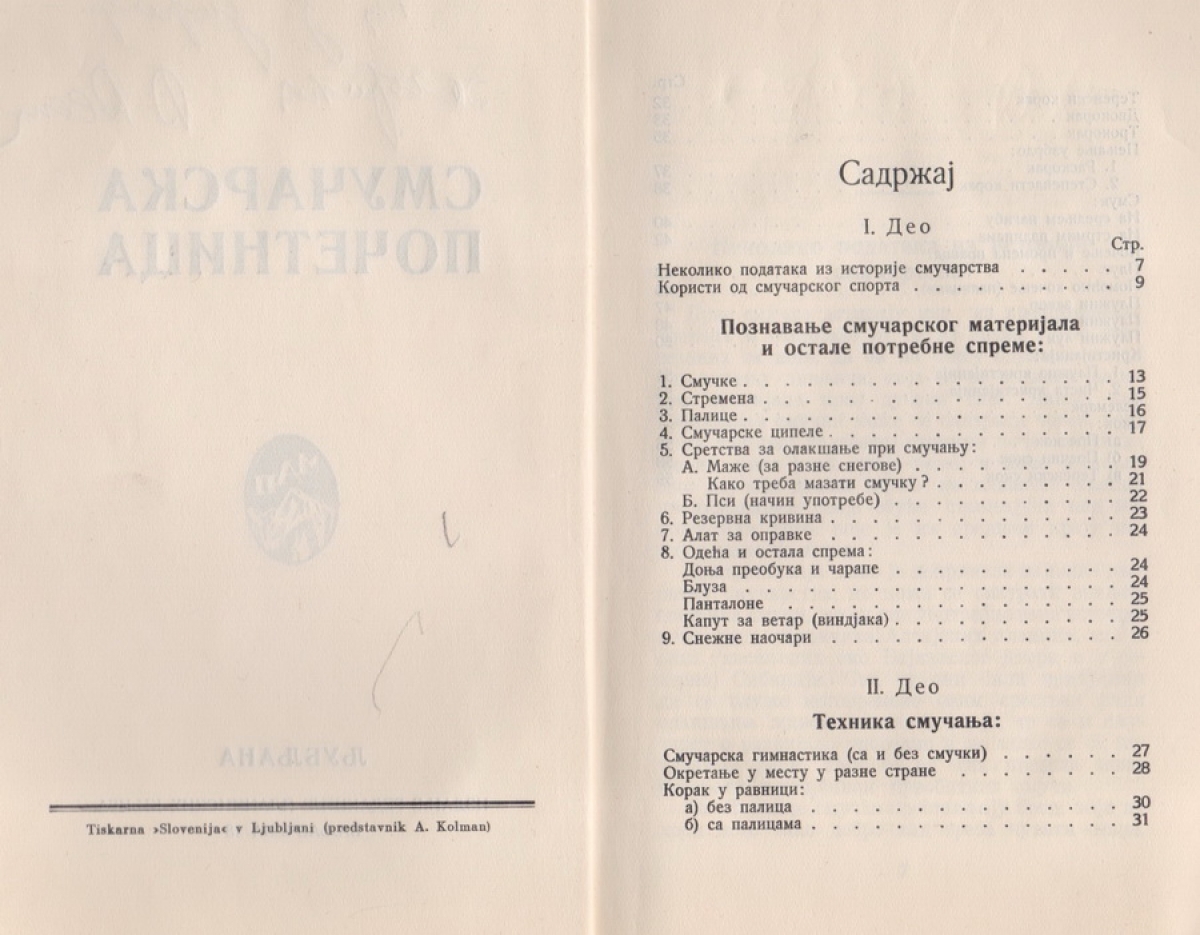 СМУЧАРСКА
ПОЧЕТНИЦА
ЉУБЉАНА
Tiskarna »Slovenija« v Ljubljani (predstavnik A. Kolman)
Садржај
I. Део
Стр.
Неколико података из историје смучарства . . . . . 7
Користи од смучарског спорта . . . . . . . . . . 9
Познавање смучарског материјала
и остале потребне спреме:
1. Смучке . . . . . . . . . . . . . . . . . . 13
2. Стремена . . . . . . . . . . . . . . . . . 15
3. Палице . . . . . . . . . . . . . . . . . . 16
4. Смучарске ципеле . . . . . . . . . . . . . . 17
5. Сретства за олакшање при смучању:
А. Маже (за разне снегове) . . . . . . . . . . 19
Како треба мазати смучку? . . . . . . . . . 21
Б. Пси (начин употребе) . . . . . . . . . . . 22
6. Резервна кривина . . . . . . . . . . . . . . 23
7. Алат за оправке . . . . . . . . . . . . . . 24
8. Одећа и остала спрема:
Доња преобука и чарапе . . . . . . . . . . . 24
Блуза . . . . . . . . . . . . . . . . . . 24
Панталоне . . . . . . . . . . . . . . . . 25
Капут за ветар (виндјака) . . . . . . . . . . . 25
9. Снежне наочари . . . . . . . . . . . . . . 26
II. Део
Техника смучања:
Смучарска гимнастика (са и без смучки) . . . . . . 27
Окретање у месту у разне стране . . . . . . . . 28
Корак у равници:
а) без палица . . . . . . . . . . . . . . . 30
б) са палицама . . . . . . . . . . . . . . . 31